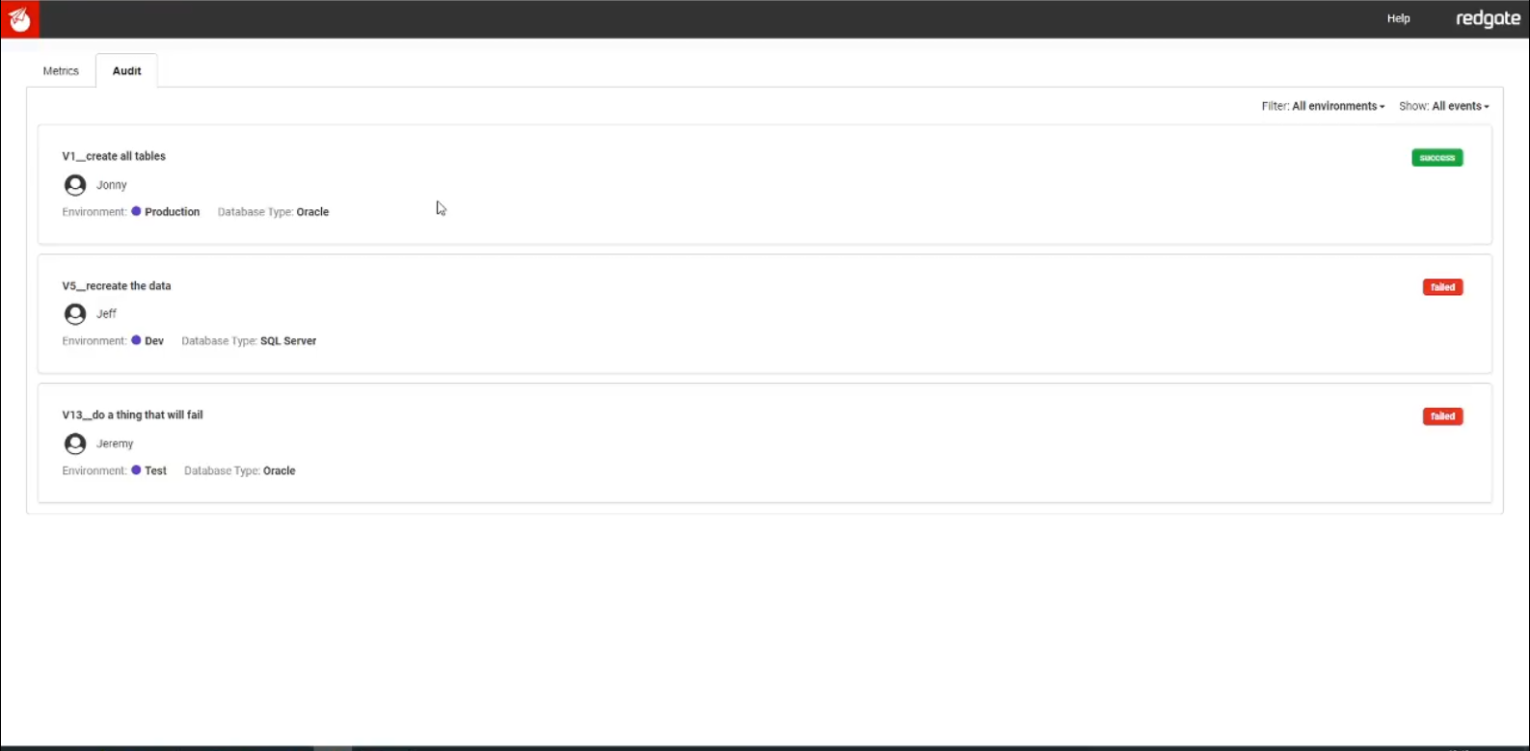 Help redgate
Metrics Audit
Filter: All environments Show: All events
V1__create all tables success
Jonny
Environment: Production Database Type: Oracle
V5__recreate the data failed
Jeff
Environment: Dev Database Type: SQL Server
V13__do a thing that will fail failed
Jeremy
Environment: Test Database Type: Oracle